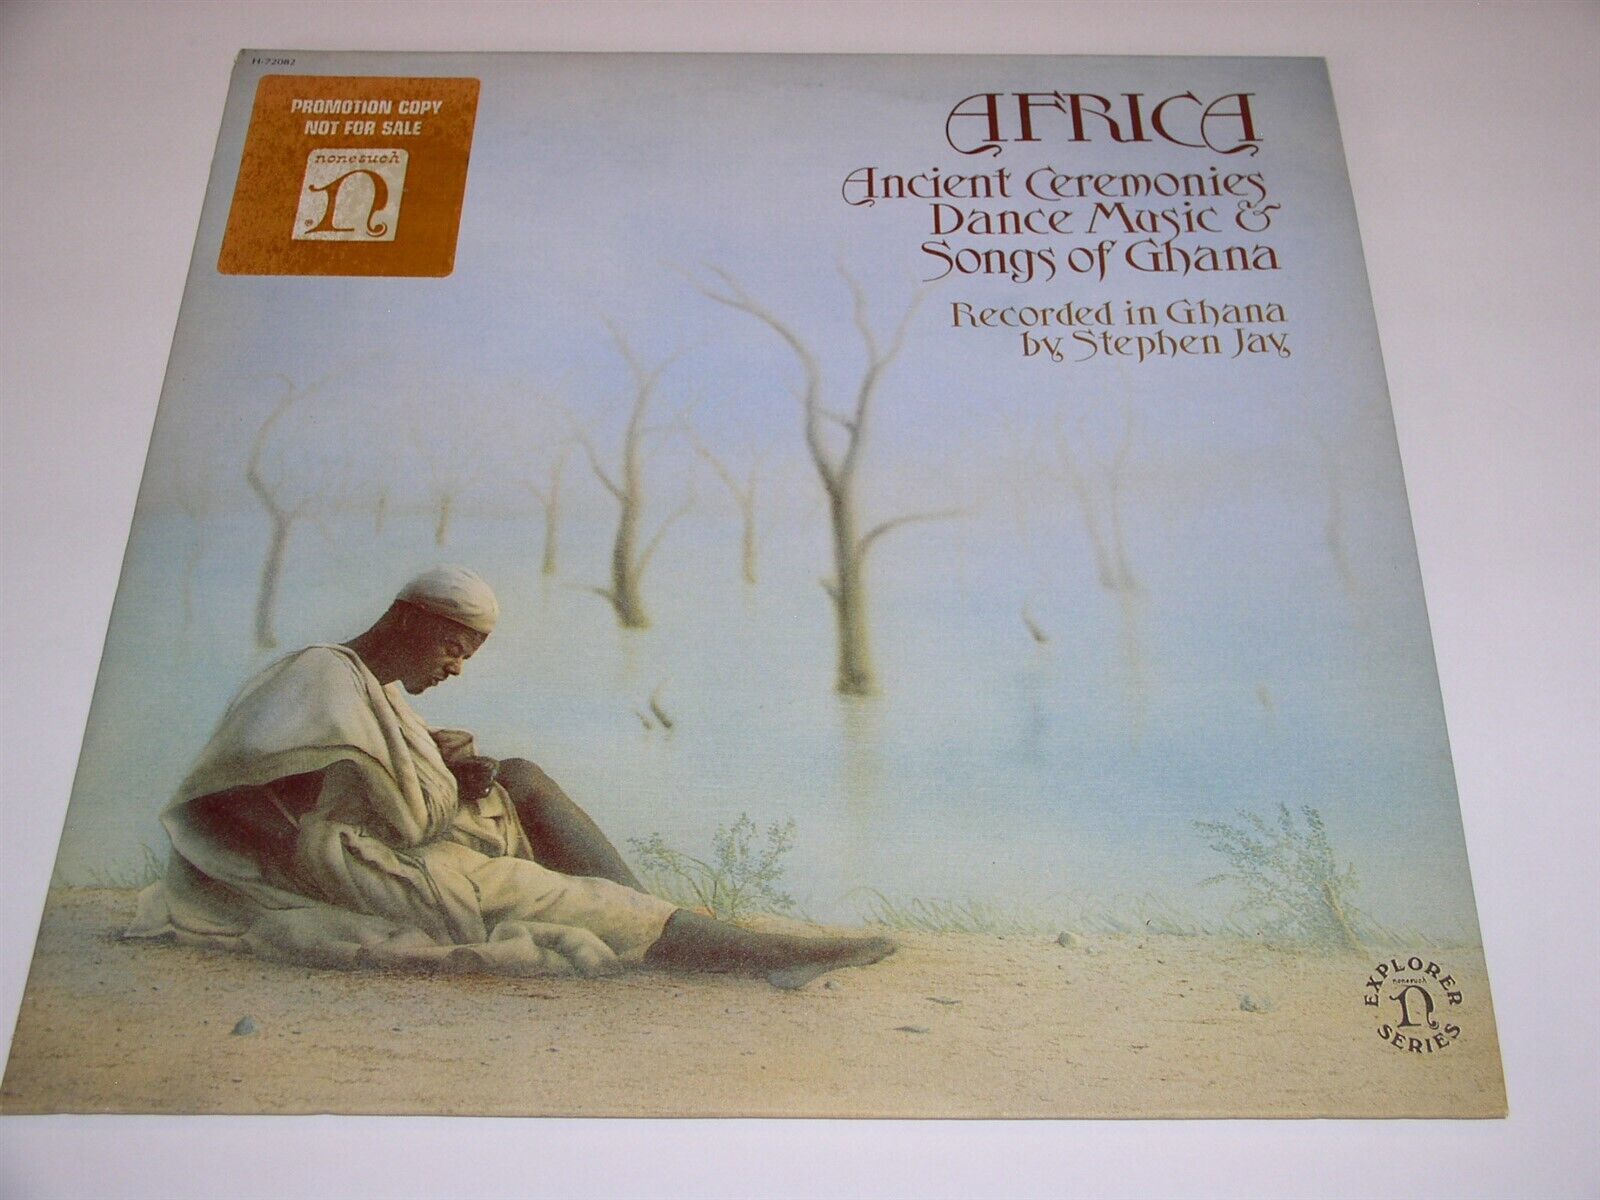 H-72082
PROMOTION COPY
NOT FOR SALE
nonesuch
n
AFRICA
Ancient Ceremonies
Dance Music &
Songs of Ghana
Recorded in Ghana
by Stephen Jay
EXPLORER
nonesuch
n
SERIES